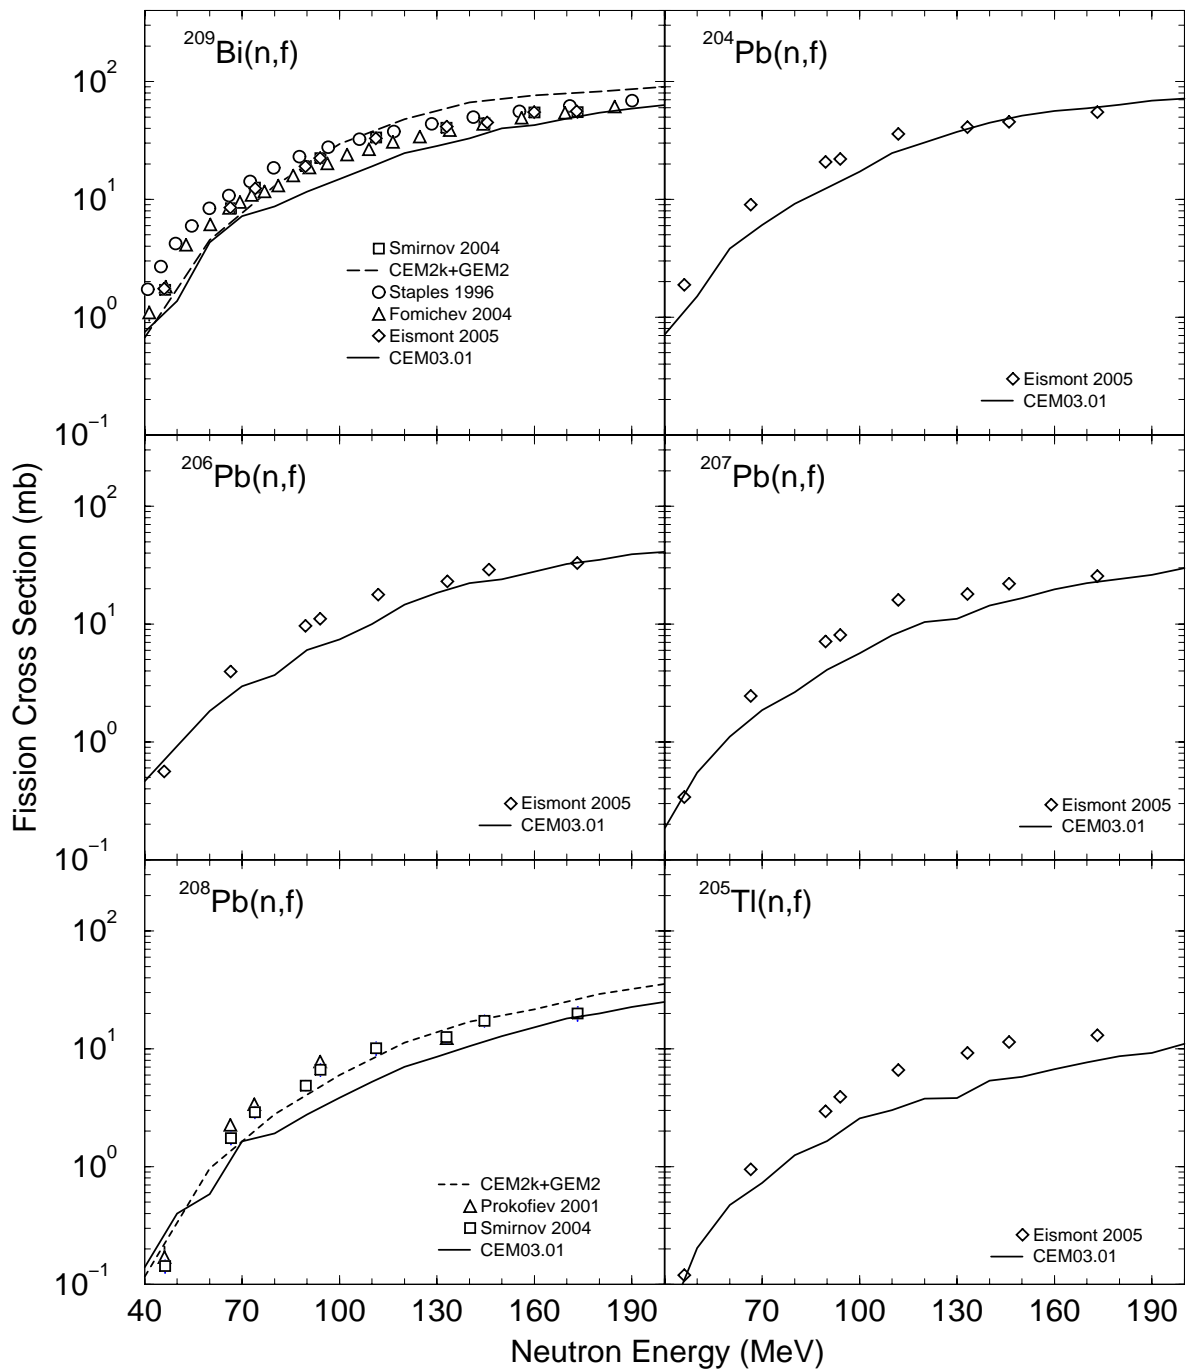 ²⁰⁹Bi(n,f)
10²
10¹
10⁰
10⁻¹
Smirnov 2004
CEM2k+GEM2
Staples 1996
Fomichev 2004
Eismont 2005
CEM03.01
²⁰⁴Pb(n,f)
Eismont 2005
CEM03.01
²⁰⁶Pb(n,f)
10²
10¹
10⁰
10⁻¹
Eismont 2005
CEM03.01
²⁰⁷Pb(n,f)
Eismont 2005
CEM03.01
Fission Cross Section (mb)
²⁰⁸Pb(n,f)
10²
10¹
10⁰
10⁻¹
CEM2k+GEM2
Prokofiev 2001
Smirnov 2004
CEM03.01
40 70 100 130 160 190
²⁰⁵Tl(n,f)
Eismont 2005
CEM03.01
70 100 130 160 190
Neutron Energy (MeV)